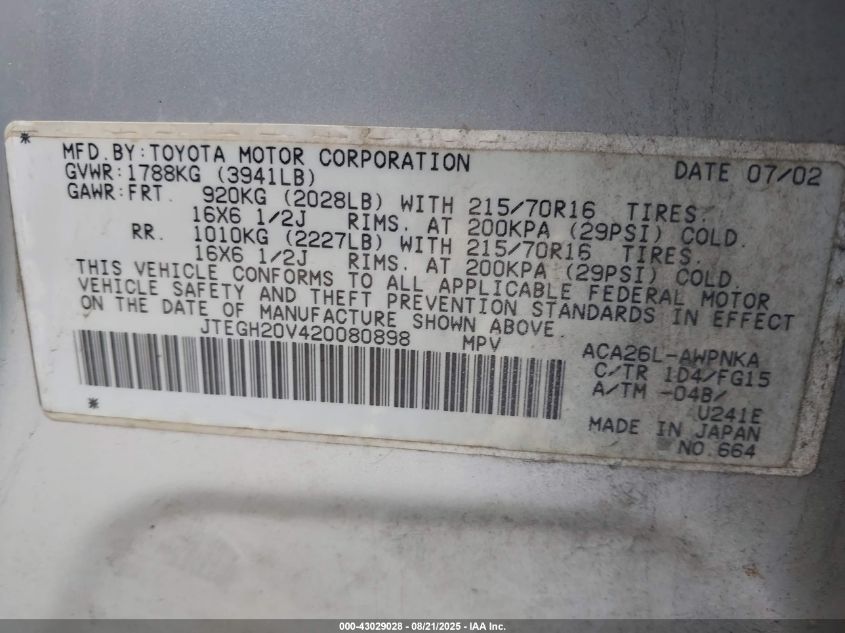 MFD.BY:TOYOTA MOTOR CORPORATION DATE 07/02
GVWR:1788KG (3941LB)
GAWR:FRT. 920KG (2028LB) WITH 215/70R16 TIRES.
16X6 1/2J RIMS. AT 200KPA (29PSI) COLD.
RR. 1010KG (2227LB) WITH 215/70R16 TIRES.
16X6 1/2J RIMS. AT 200KPA (29PSI) COLD.
THIS VEHICLE CONFORMS TO ALL APPLICABLE FEDERAL MOTOR
VEHICLE SAFETY AND THEFT PREVENTION STANDARDS IN EFFECT
ON THE DATE OF MANUFACTURE SHOWN ABOVE.
JTEGH20V420080898 MPV
ACA26L-AWPNKA
C/TR 1D4/FG15
A/TM -04B/
U241E
MADE IN JAPAN
NO.664
000-43029028 - 08/21/2025 - IAA Inc.